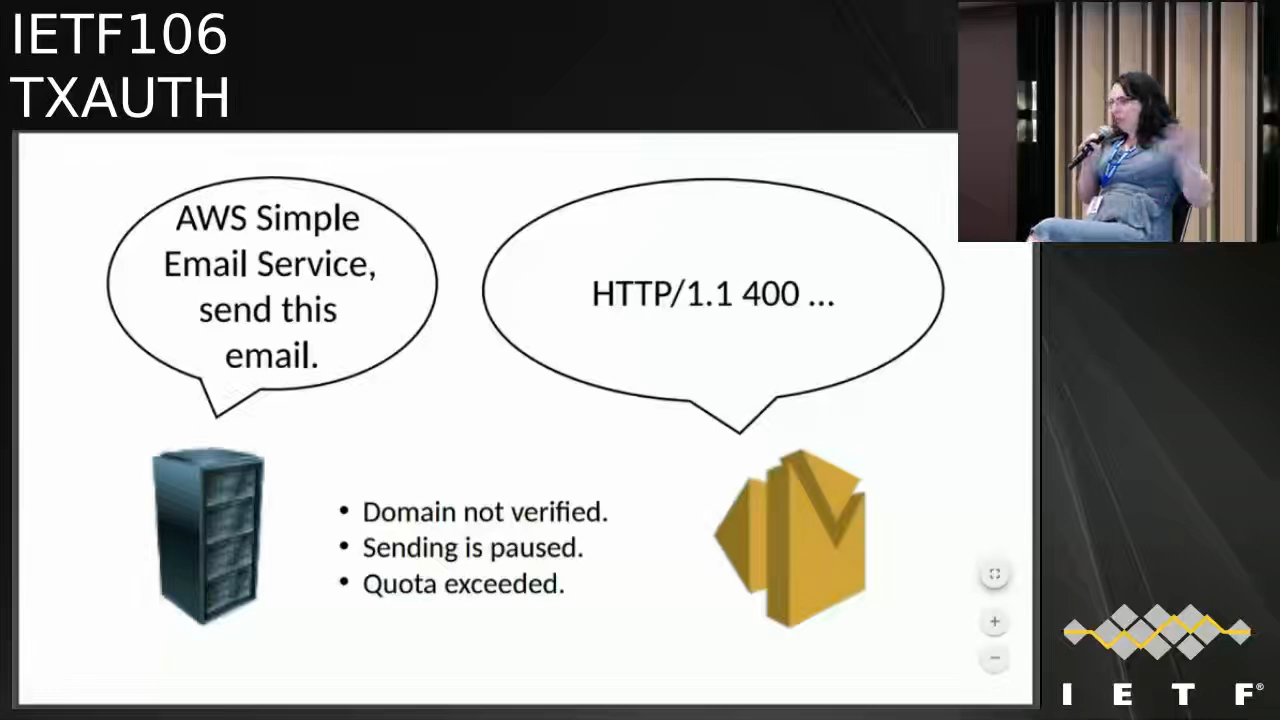 IETF106
TXAUTH
AWS Simple
Email Service,
send this
email.
HTTP/1.1 400 ...
• Domain not verified.
• Sending is paused.
• Quota exceeded.
I E T F®